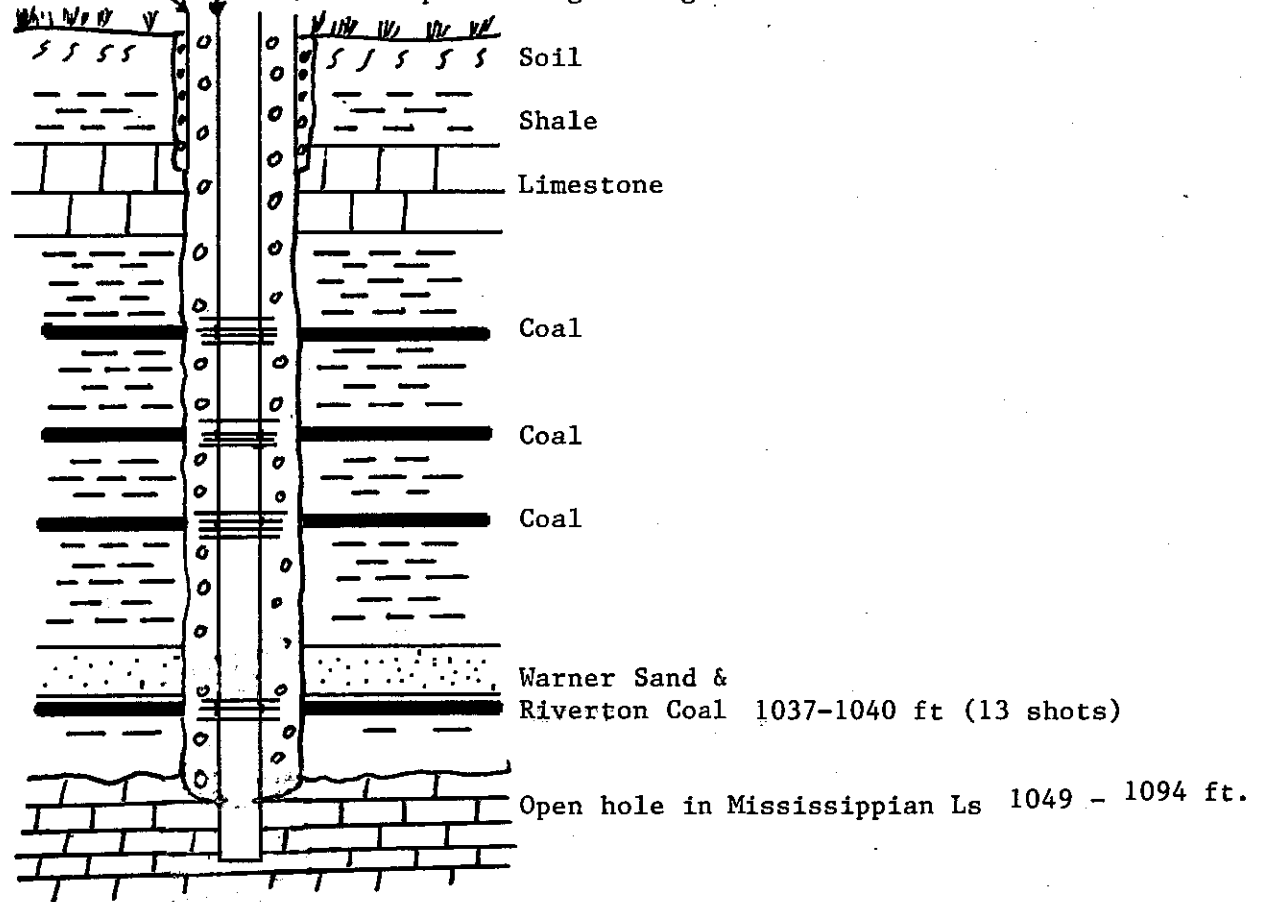 Soil
Shale
Limestone
Coal
Coal
Coal
Warner Sand &
Riverton Coal 1037-1040 ft (13 shots)
Open hole in Mississippian Ls 1049 - 1094 ft.